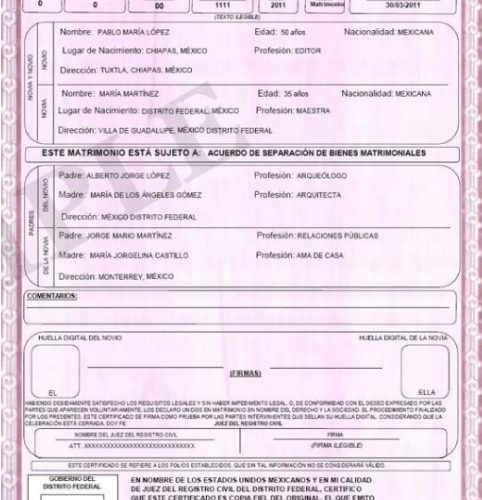 0 0 00 1111 2011 Matrimonio 30/03/2011
(TEXTO ILEGIBLE)
NOVIA Y NOVIO
NOVIO
Nombre: PABLO MARÍA LÓPEZ Edad: 50 años Nacionalidad: MEXICANA
Lugar de Nacimiento: CHIAPAS, MÉXICO Profesión: EDITOR
Dirección: TUXTLA, CHIAPAS, MÉXICO
NOVIA
Nombre: MARÍA MARTÍNEZ Edad: 35 años Nacionalidad: MEXICANA
Lugar de Nacimiento: DISTRITO FEDERAL, MÉXICO Profesión: MAESTRA
Dirección: VILLA DE GUADALUPE, MÉXICO DISTRITO FEDERAL
ESTE MATRIMONIO ESTÁ SUJETO A: ACUERDO DE SEPARACIÓN DE BIENES MATRIMONIALES
PADRES
DEL NOVIO
Padre: ALBERTO JORGE LÓPEZ Profesión: ARQUEÓLOGO
Madre: MARÍA DE LOS ÁNGELES GÓMEZ Profesión: ARQUITECTA
Dirección: MÉXICO DISTRITO FEDERAL
DE LA NOVIA
Padre: JORGE MARIO MARTÍNEZ Profesión: RELACIONES PÚBLICAS
Madre: MARÍA JORGELINA CASTILLO Profesión: AMA DE CASA
Dirección: MONTERREY, MÉXICO
COMENTARIOS:
HUELLA DIGITAL DEL NOVIO HUELLA DIGITAL DE LA NOVIA
(FIRMAS)
EL ELLA
HABIENDO DEBIDAMENTE SATISFECHO LOS REQUISITOS LEGALES Y SIN HABER IMPEDIMENTO LEGAL, O, DE CONFORMIDAD CON EL DESEO EXPRESADO POR LAS
PARTES QUE APARECEN VOLUNTARIAMENTE, LOS DECLARO UNIDOS EN MATRIMONIO EN NOMBRE DEL DERECHO Y LA SOCIEDAD. EL PROCEDIMIENTO FINALIZADO
POR LOS PRESENTES. ESTE CERTIFICADO DE FIRMA COMO PRUEBA POR LAS PARTES INTERVINIENTES QUE SELLAN SU HUELLA DIGITAL. CONSIDERANDO QUE LA
CELEBRACIÓN ESTÁ CERRADA. DOY FE. JUEZ DEL REGISTRO CIVIL
NOMBRE DEL JUEZ DEL REGISTRO CIVIL FIRMA
ATT. XXXXXXXXXXXXXXXXXXXXXXXXXXXX (FIRMA ILEGIBLE)
ESTE CERTIFICADO SE REFIERE A LOS FOLIOS ESTABLECIDOS, QUE SIN TAL INFORMACIÓN NO SE CONSIDERARÁ VÁLIDO.
GOBIERNO DEL
DISTRITO FEDERAL
EN NOMBRE DE LOS ESTADOS UNIDOS MEXICANOS Y EN MI CALIDAD
DE JUEZ DEL REGISTRO CIVIL DEL DISTRITO FEDERAL, CERTIFICO
QUE ESTE CERTIFICADO ES COPIA FIEL DEL ORIGINAL, EL QUE EMITO